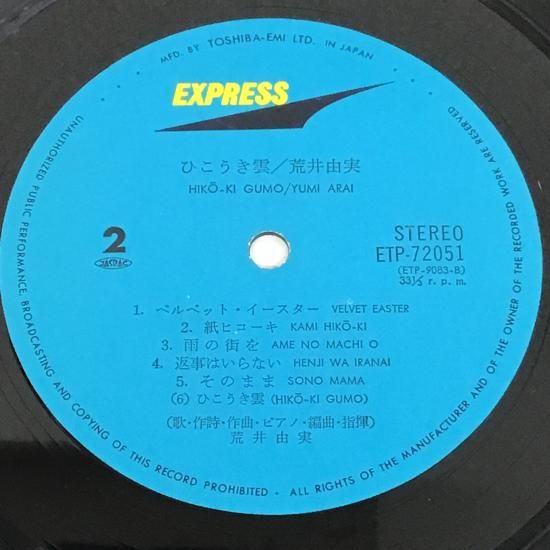 MFD. BY TOSHIBA-EMI LTD. IN JAPAN
EXPRESS
ひこうき雲／荒井由実
HIKŌ-KI GUMO/YUMI ARAI
2
JASRAC
STEREO
ETP-72051
(ETP-9083-B)
33⅓ r. p. m.
1. ベルベット・イースター VELVET EASTER
2. 紙ヒコーキ KAMI HIKŌ-KI
3. 雨の街を AME NO MACHI O
4. 返事はいらない HENJI WA IRANAI
5. そのまま SONO MAMA
(6) ひこうき雲 (HIKŌ-KI GUMO)
(歌・作詩・作曲・ピアノ・編曲・指揮)
荒井由実
UNAUTHORIZED PUBLIC PERFORMANCE, BROADCASTING AND COPYING OF THIS RECORD PROHIBITED • ALL RIGHTS OF THE MANUFACTURER AND OF THE OWNER OF THE RECORDED WORK ARE RESERVED